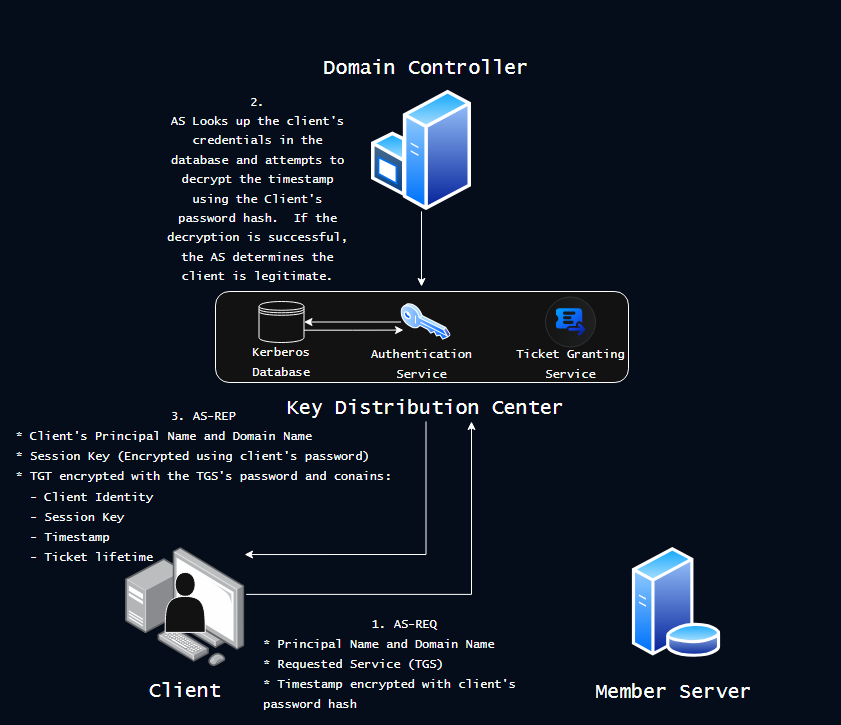 Domain Controller
2.
AS Looks up the client's
credentials in the
database and attempts to
decrypt the timestamp
using the Client's
password hash.  If the
decryption is successful,
the AS determines the
client is legitimate.
Kerberos
Database
Authentication
Service
Ticket Granting
Service
Key Distribution Center
3. AS-REP
* Client's Principal Name and Domain Name
* Session Key (Encrypted using client's password)
* TGT encrypted with the TGS's password and conains:
- Client Identity
- Session Key
- Timestamp
- Ticket lifetime
1. AS-REQ
* Principal Name and Domain Name
* Requested Service (TGS)
* Timestamp encrypted with client's
password hash
Client
Member Server